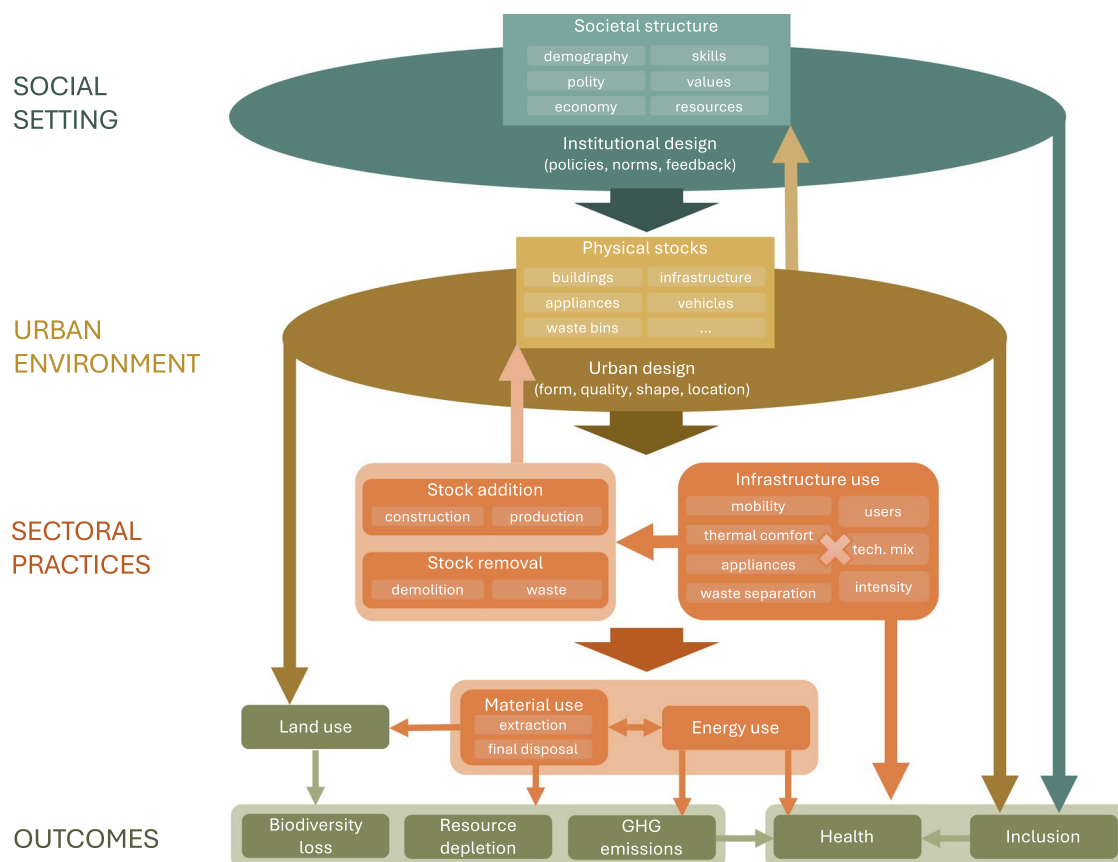 SOCIAL
SETTING
Societal structure
demography
skills
polity
values
economy
resources
Institutional design
(policies, norms, feedback)
URBAN
ENVIRONMENT
Physical stocks
buildings
infrastructure
appliances
vehicles
waste bins
...
Urban design
(form, quality, shape, location)
SECTORAL
PRACTICES
Stock addition
construction
production
Stock removal
demolition
waste
Infrastructure use
mobility
thermal comfort
appliances
waste separation
users
tech. mix
intensity
Land use
Material use
extraction
final disposal
Energy use
OUTCOMES
Biodiversity
loss
Resource
depletion
GHG
emissions
Health
Inclusion